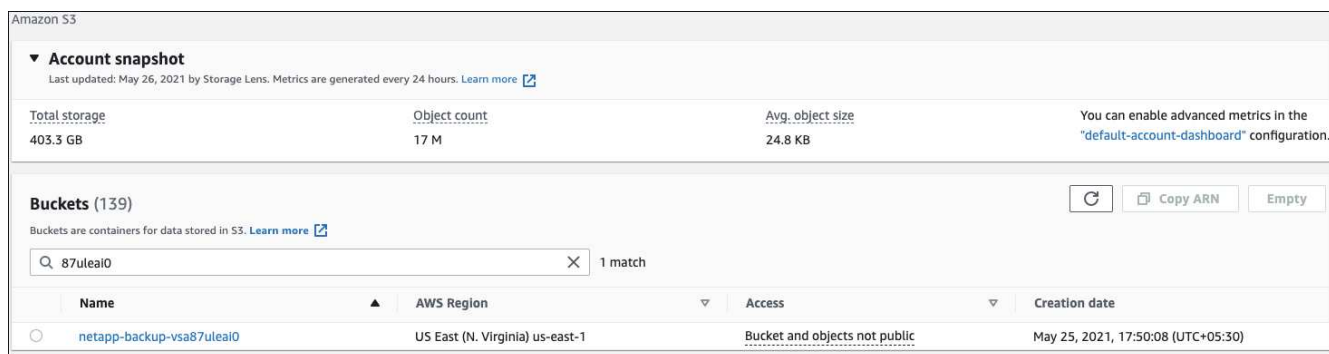 Amazon S3
▼ Account snapshot
Last updated: May 26, 2021 by Storage Lens. Metrics are generated every 24 hours. Learn more
Total storage Object count Avg. object size You can enable advanced metrics in the
403.3 GB 17 M 24.8 KB "default-account-dashboard" configuration.
Buckets (139) Copy ARN Empty
Buckets are containers for data stored in S3. Learn more
87uleai0 1 match
Name AWS Region Access Creation date
netapp-backup-vsa87uleai0 US East (N. Virginia) us-east-1 Bucket and objects not public May 25, 2021, 17:50:08 (UTC+05:30)